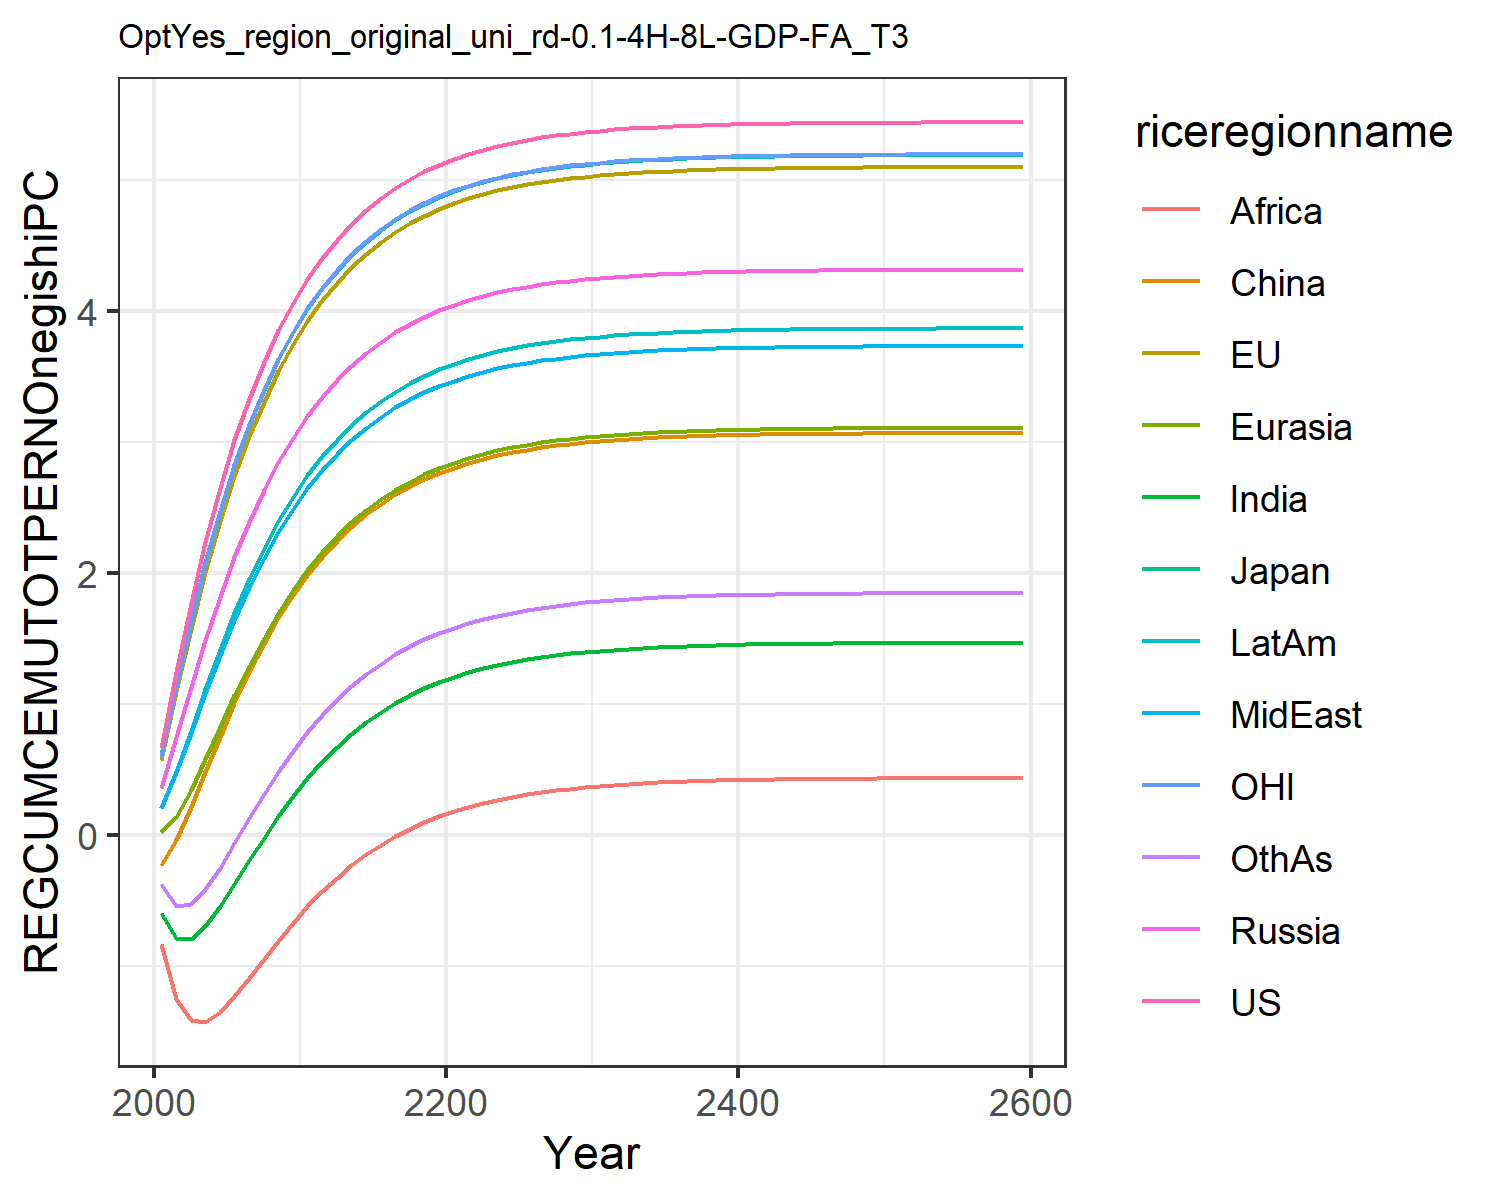 OptYes_region_original_uni_rd-0.1-4H-8L-GDP-FA_T3
REGCUMCEMUTOTPERNOnegishiPC
4
2
0
2000 2200 2400 2600
Year
riceregionname
Africa
China
EU
Eurasia
India
Japan
LatAm
MidEast
OHI
OthAs
Russia
US